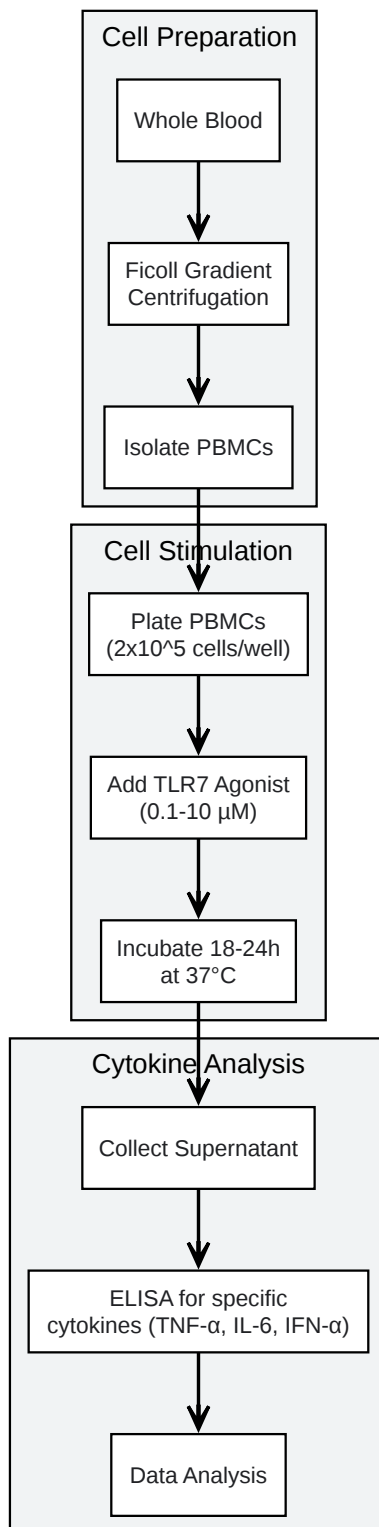 Cell Preparation
Whole Blood
Ficoll Gradient
Centrifugation
Isolate PBMCs
Cell Stimulation
Plate PBMCs
(2x10^5 cells/well)
Add TLR7 Agonist
(0.1-10 µM)
Incubate 18-24h
at 37°C
Cytokine Analysis
Collect Supernatant
ELISA for specific
cytokines (TNF-α, IL-6, IFN-α)
Data Analysis